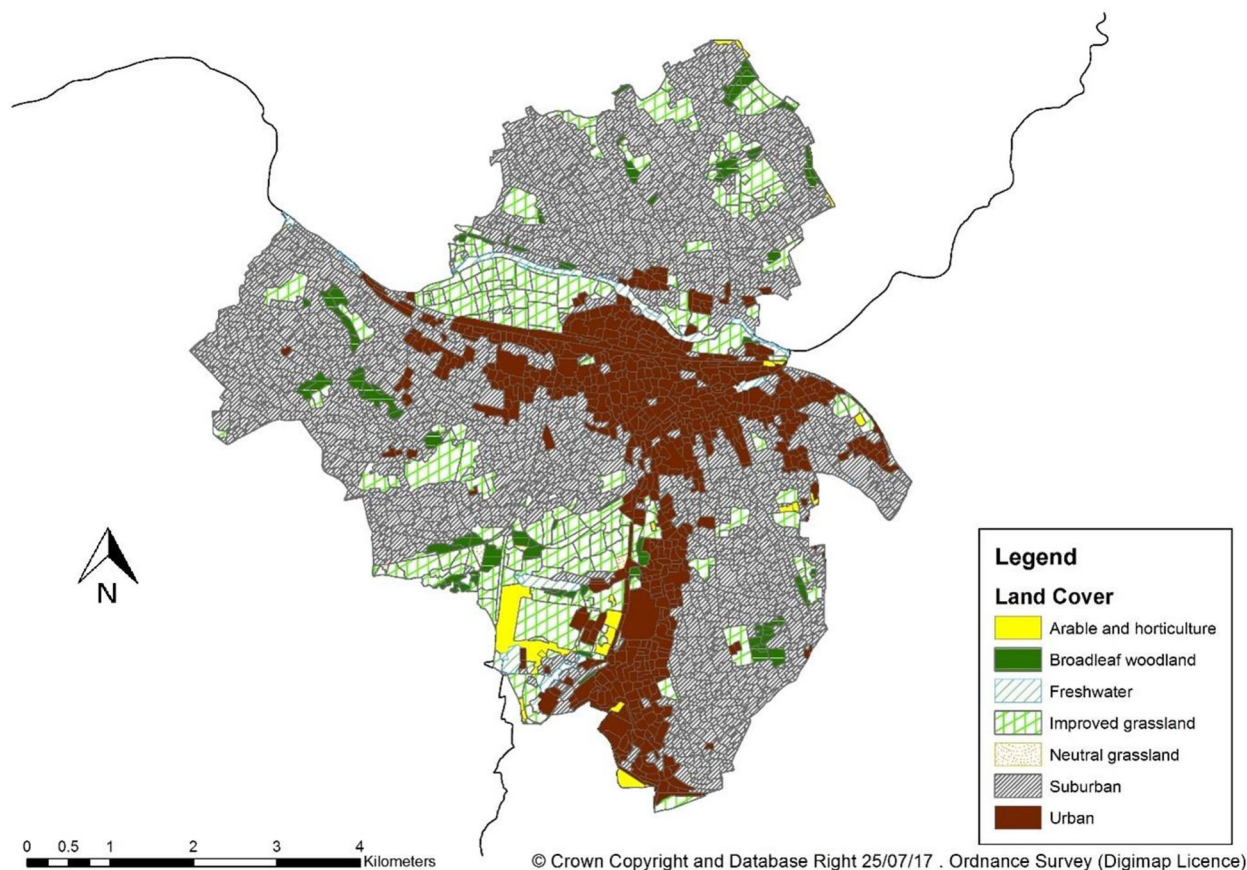 N
Legend
Land Cover
Arable and horticulture
Broadleaf woodland
Freshwater
Improved grassland
Neutral grassland
Suburban
Urban
0 0.5 1 2 3 4
Kilometers
© Crown Copyright and Database Right 25/07/17 . Ordnance Survey (Digimap Licence)